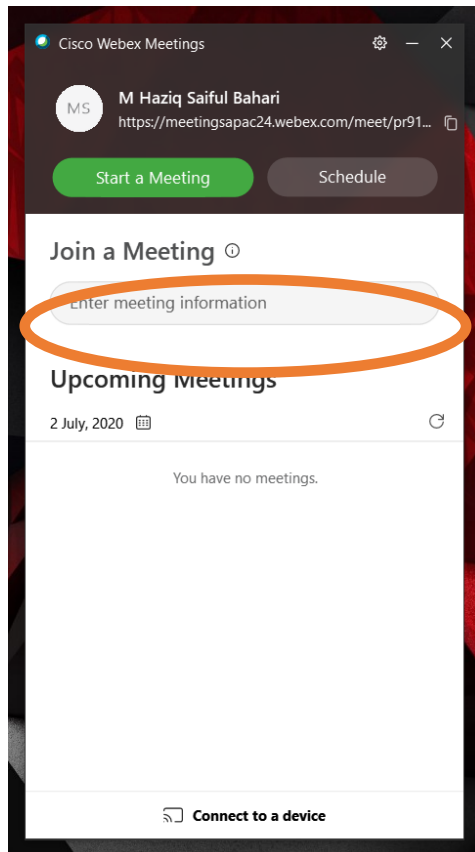 Cisco Webex Meetings
MS
M Haziq Saiful Bahari
https://meetingsapac24.webex.com/meet/pr91...
Start a Meeting
Schedule
Join a Meeting
Enter meeting information
Upcoming Meetings
2 July, 2020
You have no meetings.
Connect to a device